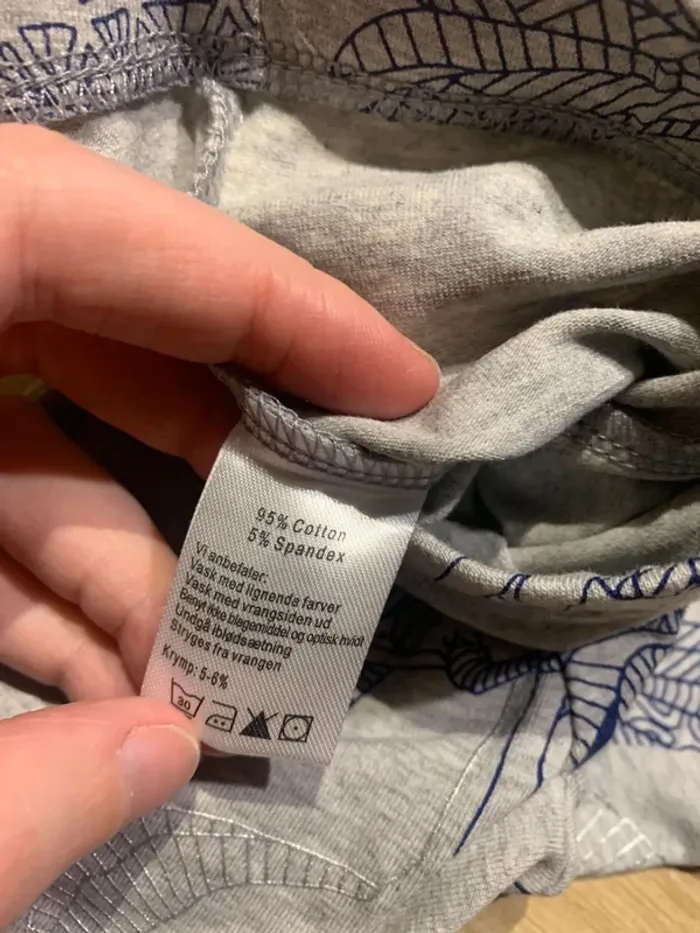 95% Cotton
5% Spandex
Vi anbefaler:
Vask med lignende farver
Vask med vrangsiden ud
Benyt ikke blagemiddel og optisk hvidt
Undgå iblødsætning
Stryges fra vrangen
Krymp: 5-6%
30